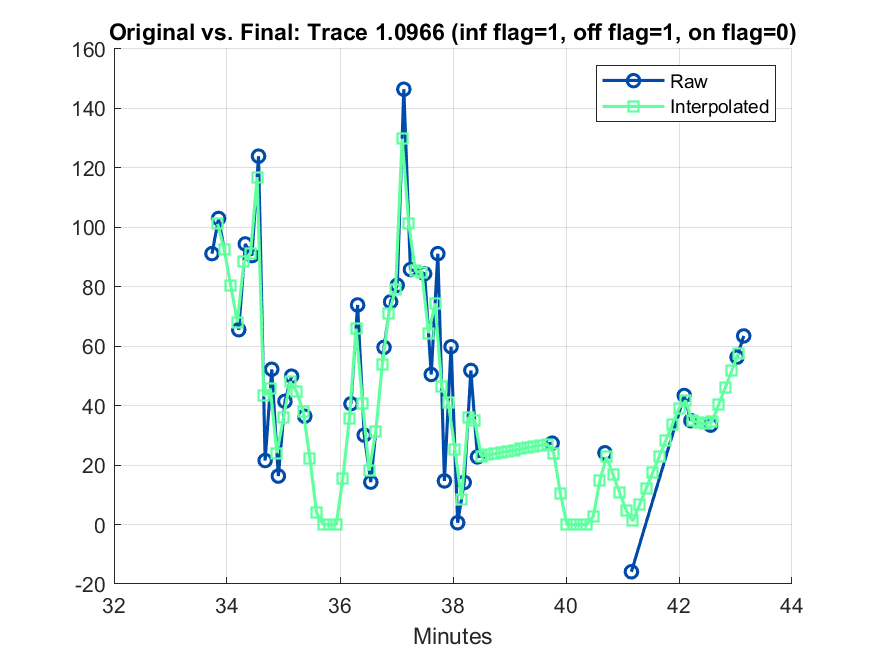 Original vs. Final: Trace 1.0966 (inf flag=1, off flag=1, on flag=0)
160
140
120
100
80
60
40
20
0
-20
Raw
Interpolated
32 34 36 38 40 42 44
Minutes